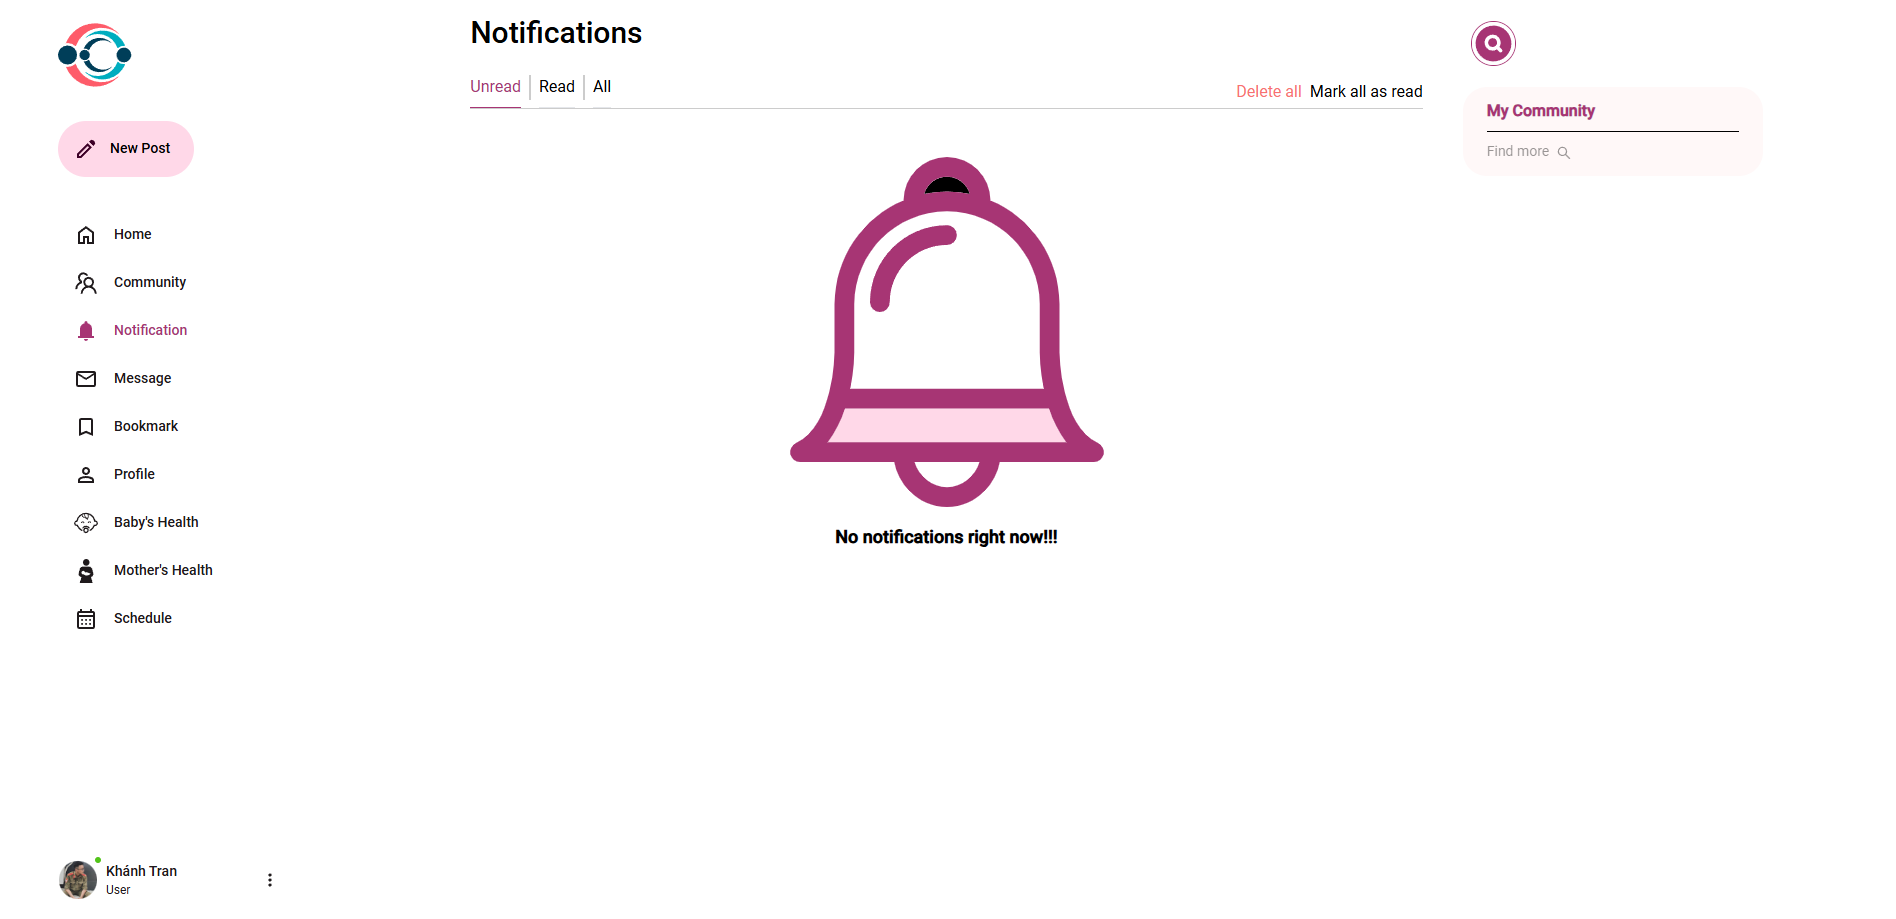 New Post
Home
Community
Notification
Message
Bookmark
Profile
Baby's Health
Mother's Health
Schedule
Khánh Tran
User
Notifications
Unread Read All Delete all Mark all as read
No notifications right now!!!
My Community
Find more